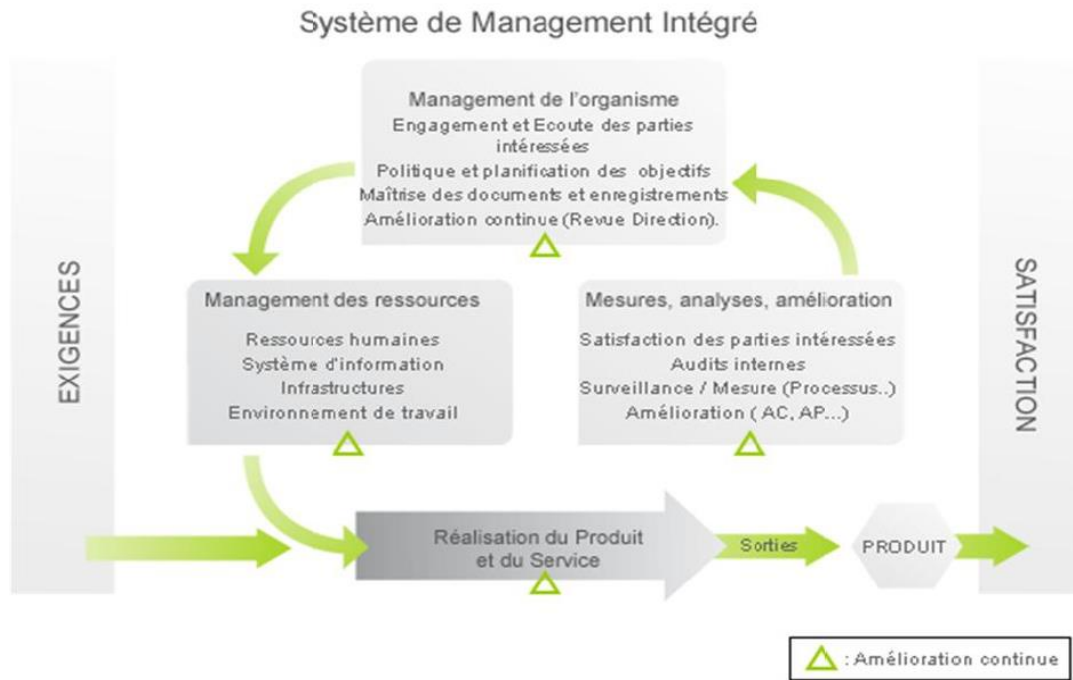 Système de Management Intégré
Management de l'organisme
Engagement et Ecoute des parties
intéressées
Politique et planification des objectifs
Maîtrise des documents et enregistrements
Amélioration continue (Revue Direction).
EXIGENCES
Management des ressources
Ressources humaines
Système d'information
Infrastructures
Environnement de travail
Mesures, analyses, amélioration
Satisfaction des parties intéressées
Audits internes
Surveillance / Mesure (Processus..)
Amélioration ( AC, AP...)
SATISFACTION
Réalisation du Produit
et du Service
Sorties
PRODUIT
: Amélioration continue